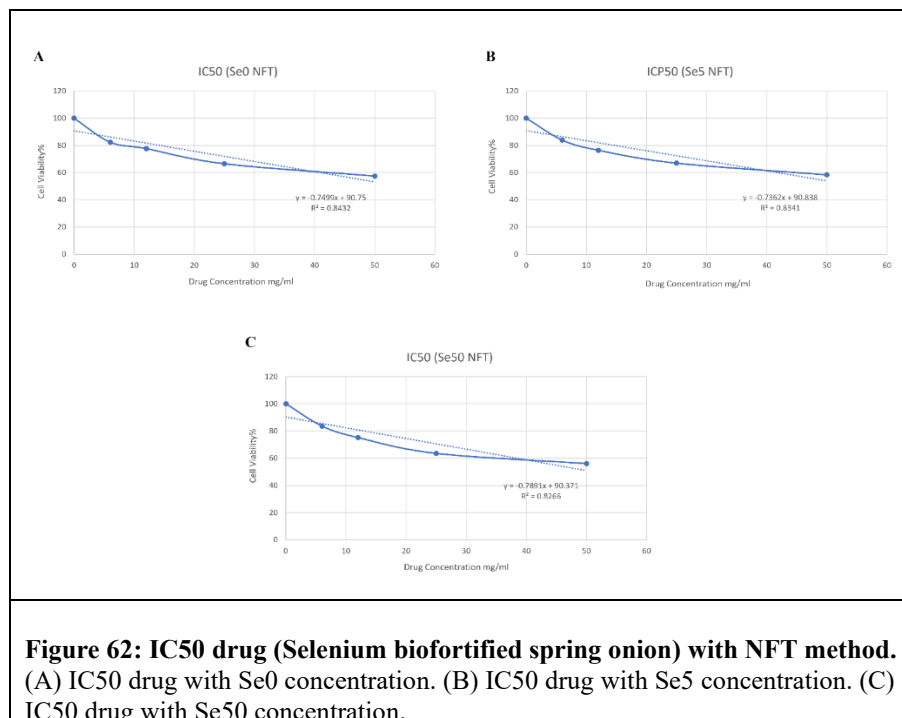 A
IC50 (Se0 NFT)
120
100
80
60
40
20
0
Cell Viability%
y = -0.7499x + 90.75
R² = 0.8432
0 10 20 30 40 50 60
Drug Concentration mg/ml
B
ICP50 (Se5 NFT)
120
100
80
60
40
20
0
Cell Viability%
y = -0.7362x + 90.838
R² = 0.8341
0 10 20 30 40 50 60
Drug Concentration mg/ml
C
IC50 (Se50 NFT)
120
100
80
60
40
20
0
Cell Viability%
y = -0.7891x + 90.371
R² = 0.8266
0 10 20 30 40 50 60
Drug Concentration mg/ml
Figure 62: IC50 drug (Selenium biofortified spring onion) with NFT method.
(A) IC50 drug with Se0 concentration. (B) IC50 drug with Se5 concentration. (C)
IC50 drug with Se50 concentration.